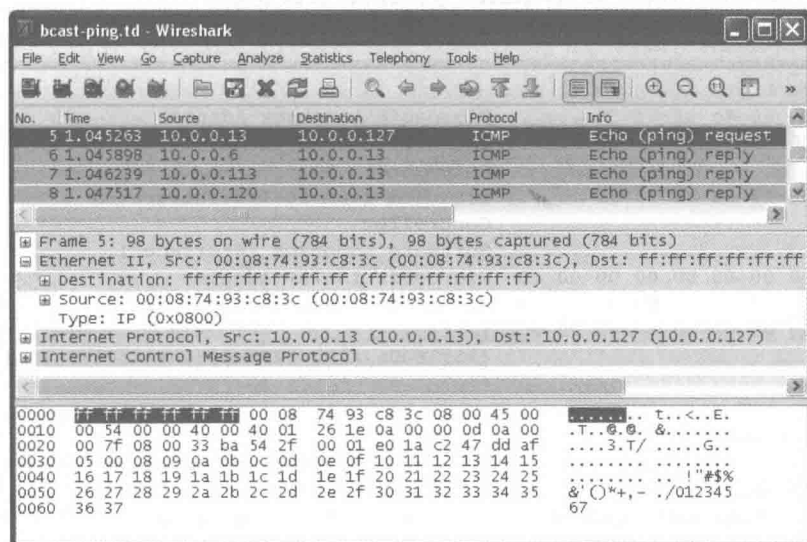 bcast-ping.td - Wireshark
File Edit View Go Capture Analyze Statistics Telephony Tools Help
No. Time Source Destination Protocol Info
5 1.045263 10.0.0.13 10.0.0.127 ICMP Echo (ping) request
6 1.045898 10.0.0.6 10.0.0.13 ICMP Echo (ping) reply
7 1.046239 10.0.0.113 10.0.0.13 ICMP Echo (ping) reply
8 1.047517 10.0.0.120 10.0.0.13 ICMP Echo (ping) reply
Frame 5: 98 bytes on wire (784 bits), 98 bytes captured (784 bits)
Ethernet II, Src: 00:08:74:93:c8:3c (00:08:74:93:c8:3c), Dst: ff:ff:ff:ff:ff:ff
Destination: ff:ff:ff:ff:ff:ff (ff:ff:ff:ff:ff:ff)
Source: 00:08:74:93:c8:3c (00:08:74:93:c8:3c)
Type: IP (0x0800)
Internet Protocol, Src: 10.0.0.13 (10.0.0.13), Dst: 10.0.0.127 (10.0.0.127)
Internet Control Message Protocol
0000 ff ff ff ff ff ff 00 08 74 93 c8 3c 08 00 45 00 ........ t..<..E.
0010 00 54 00 00 40 00 40 01 26 1e 0a 00 00 0d 0a 00 .T..@.@. &.......
0020 00 7f 08 00 33 ba 54 2f 00 01 e0 1a c2 47 dd af ....3.T/ .....G..
0030 05 00 08 09 0a 0b 0c 0d 0e 0f 10 11 12 13 14 15 ........ ........
0040 16 17 18 19 1a 1b 1c 1d 1e 1f 20 21 22 23 24 25 ........ .. !"#$%
0050 26 27 28 29 2a 2b 2c 2d 2e 2f 30 31 32 33 34 35 &'()*+,- ./012345
0060 36 37 67